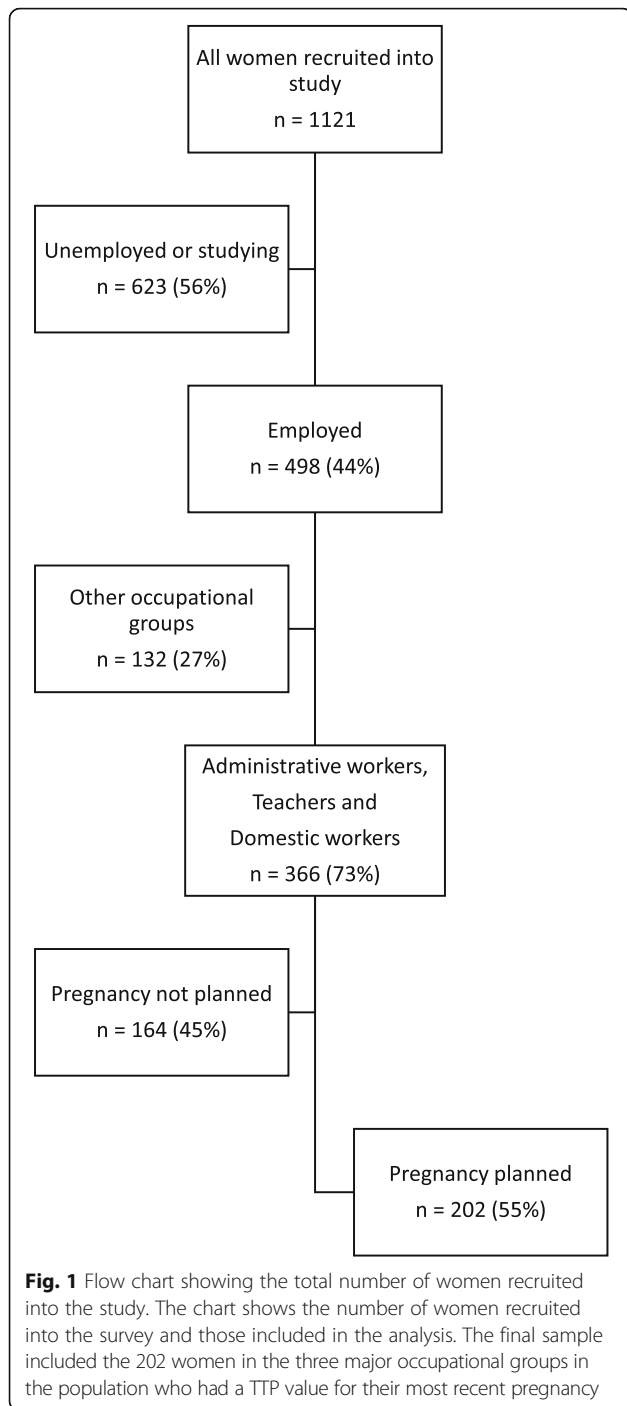 All women recruited into
study
n = 1121
Unemployed or studying
n = 623 (56%)
Employed
n = 498 (44%)
Other occupational
groups
n = 132 (27%)
Administrative workers,
Teachers and
Domestic workers
n = 366 (73%)
Pregnancy not planned
n = 164 (45%)
Pregnancy planned
n = 202 (55%)
Fig. 1 Flow chart showing the total number of women recruited
into the study. The chart shows the number of women recruited
into the survey and those included in the analysis. The final sample
included the 202 women in the three major occupational groups in
the population who had a TTP value for their most recent pregnancy